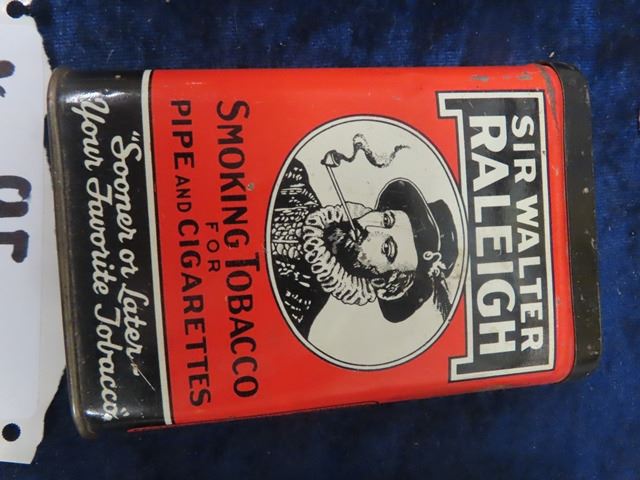 SIR WALTER
RALEIGH
SMOKING TOBACCO
FOR
PIPE AND CIGARETTES
"Sooner or Later
Your Favorite Tobacco"